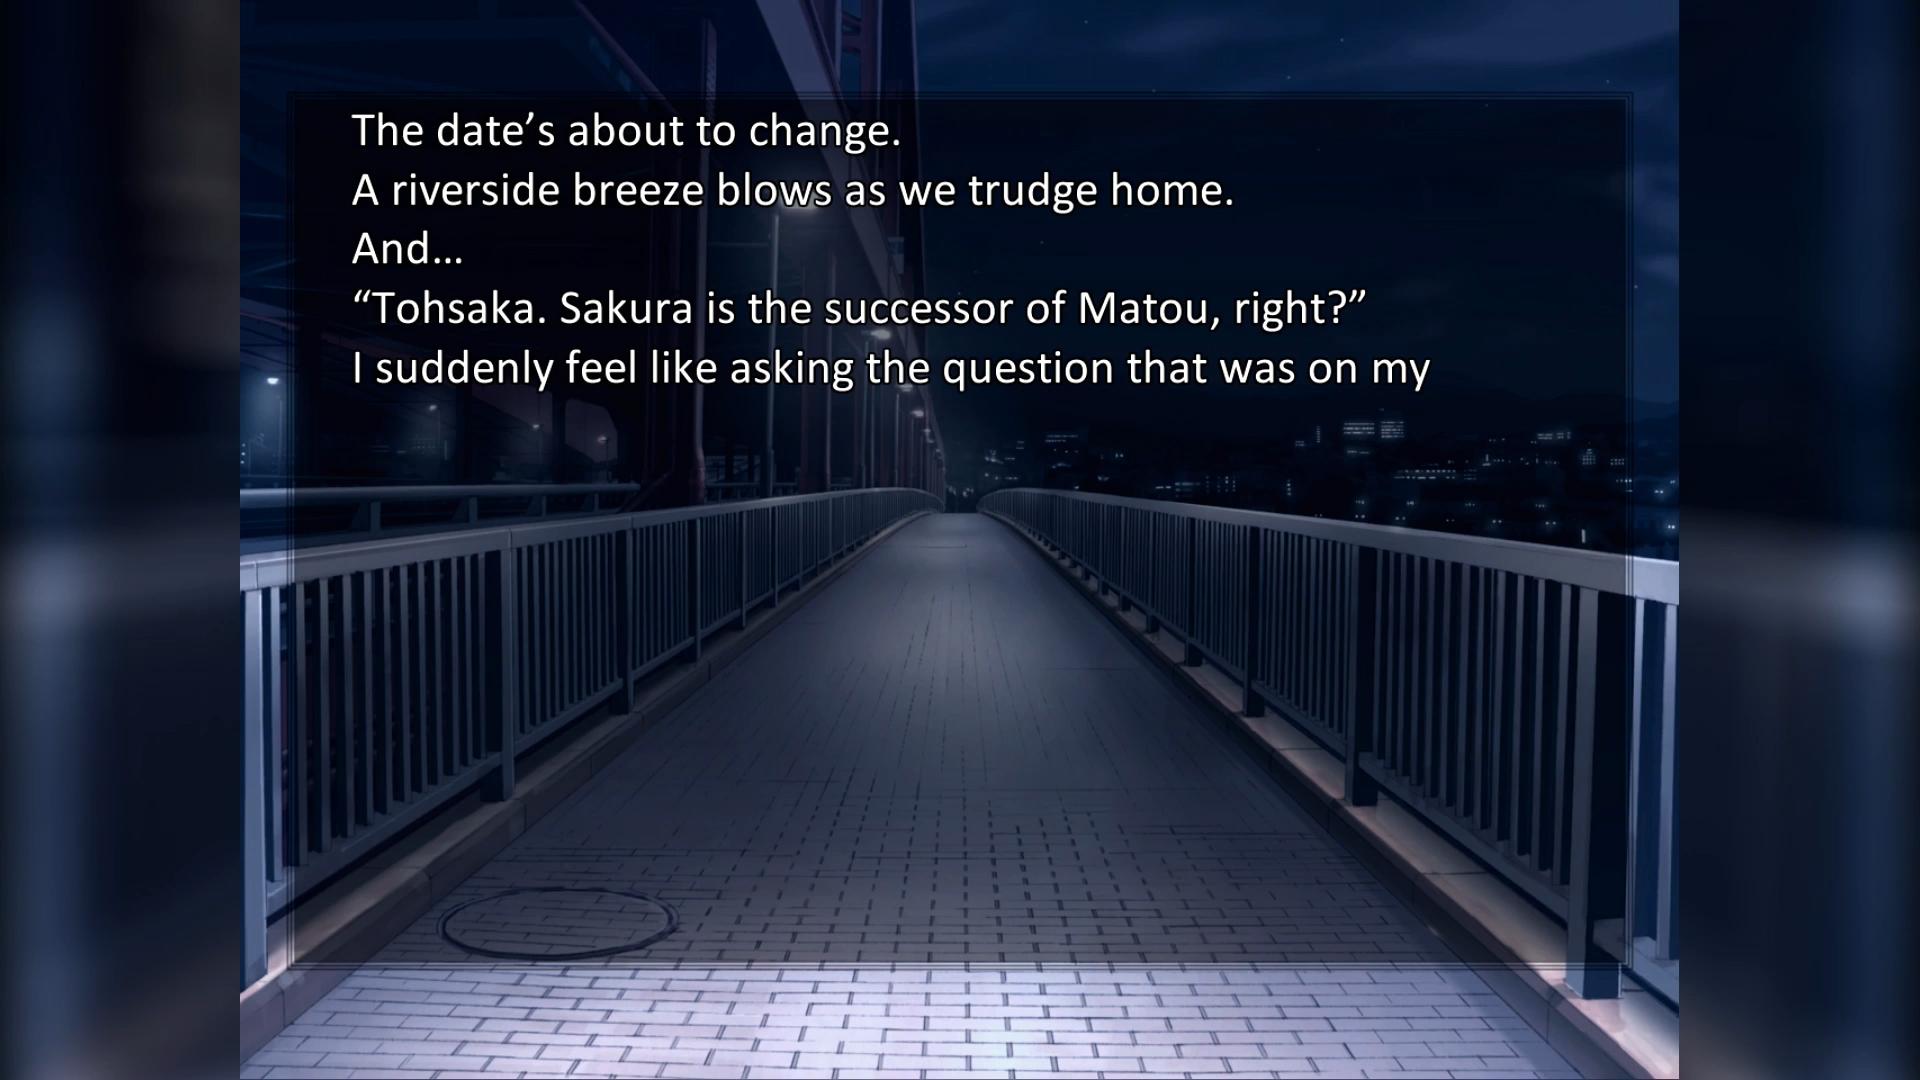 The date’s about to change.
A riverside breeze blows as we trudge home.
And…
“Tohsaka. Sakura is the successor of Matou, right?”
I suddenly feel like asking the question that was on my